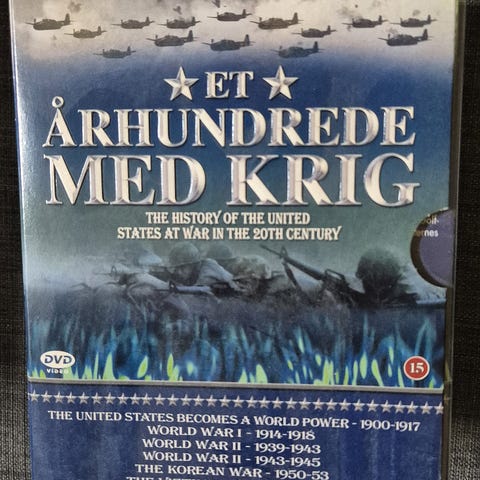 ET
ÅRHUNDREDE
MED KRIG
THE HISTORY OF THE UNITED
STATES AT WAR IN THE 20TH CENTURY
DVD
VIDEO
15
THE UNITED STATES BECOMES A WORLD POWER - 1900-1917
WORLD WAR I - 1914-1918
WORLD WAR II - 1939-1943
WORLD WAR II - 1943-1945
THE KOREAN WAR - 1950-53